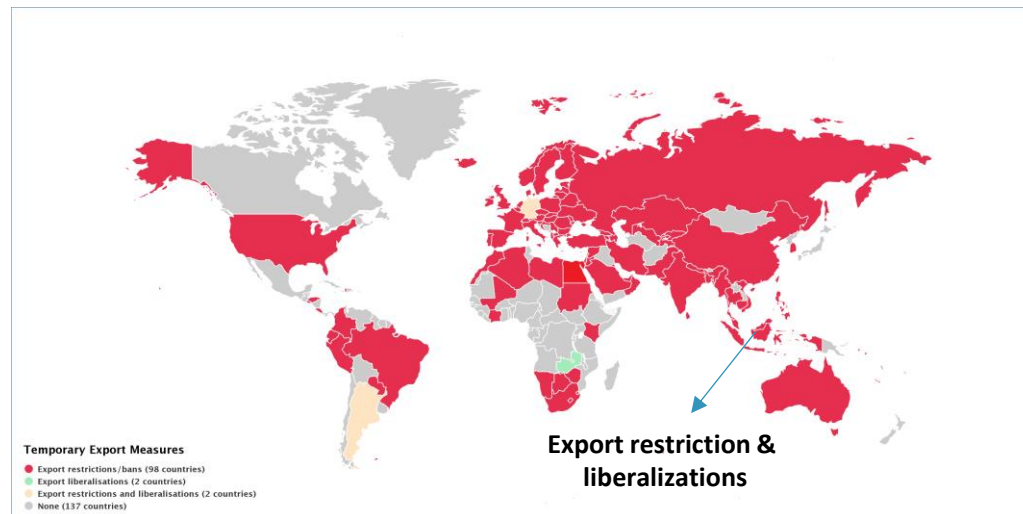 Export restriction &
liberalizations
Temporary Export Measures
Export restrictions/bans (98 countries)
Export liberalisations (2 countries)
Export restrictions and liberalisations (2 countries)
None (137 countries)